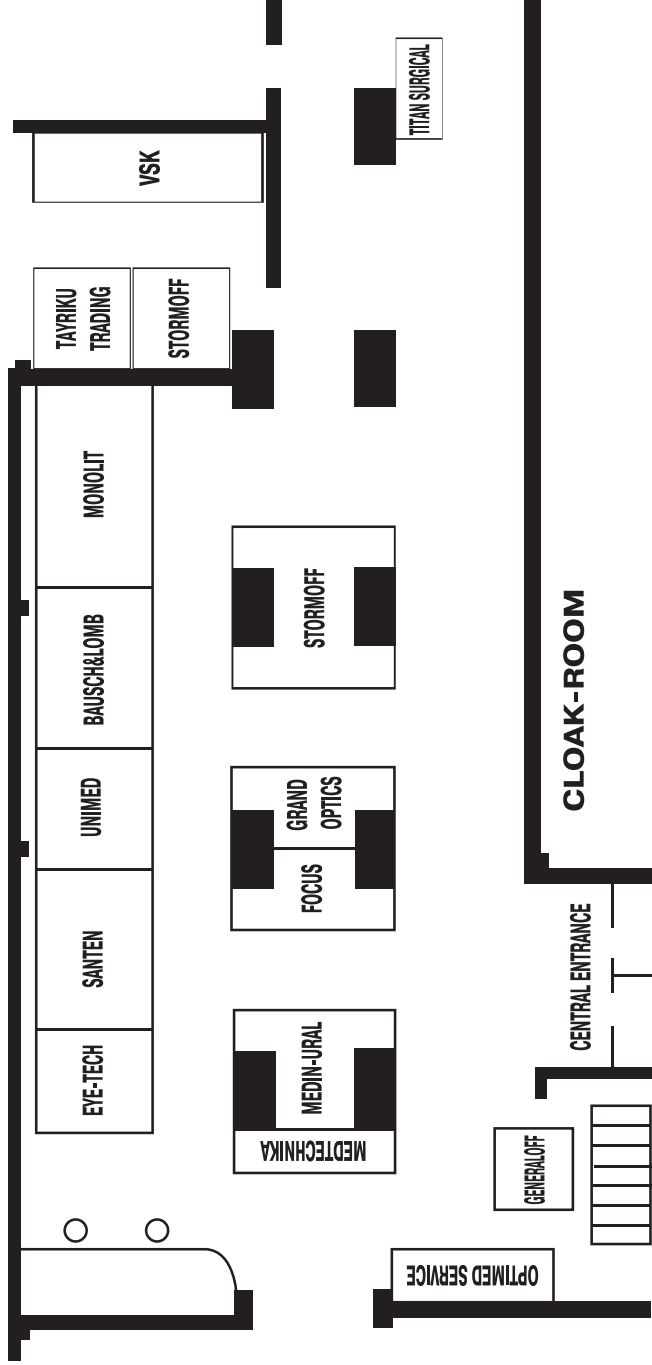 TITAN SURGICAL
VSK
TAYRIKU
TRADING
STORMOFF
MONOLIT
STORMOFF
BAUSCH&LOMB
CLOAK-ROOM
UNIMED
GRAND
OPTICS
FOCUS
SANTEN
CENTRAL ENTRANCE
EYE-TECH
MEDIN-URAL
MEDTECHNIKA
GENERALOFF
OPTIMED SERVICE